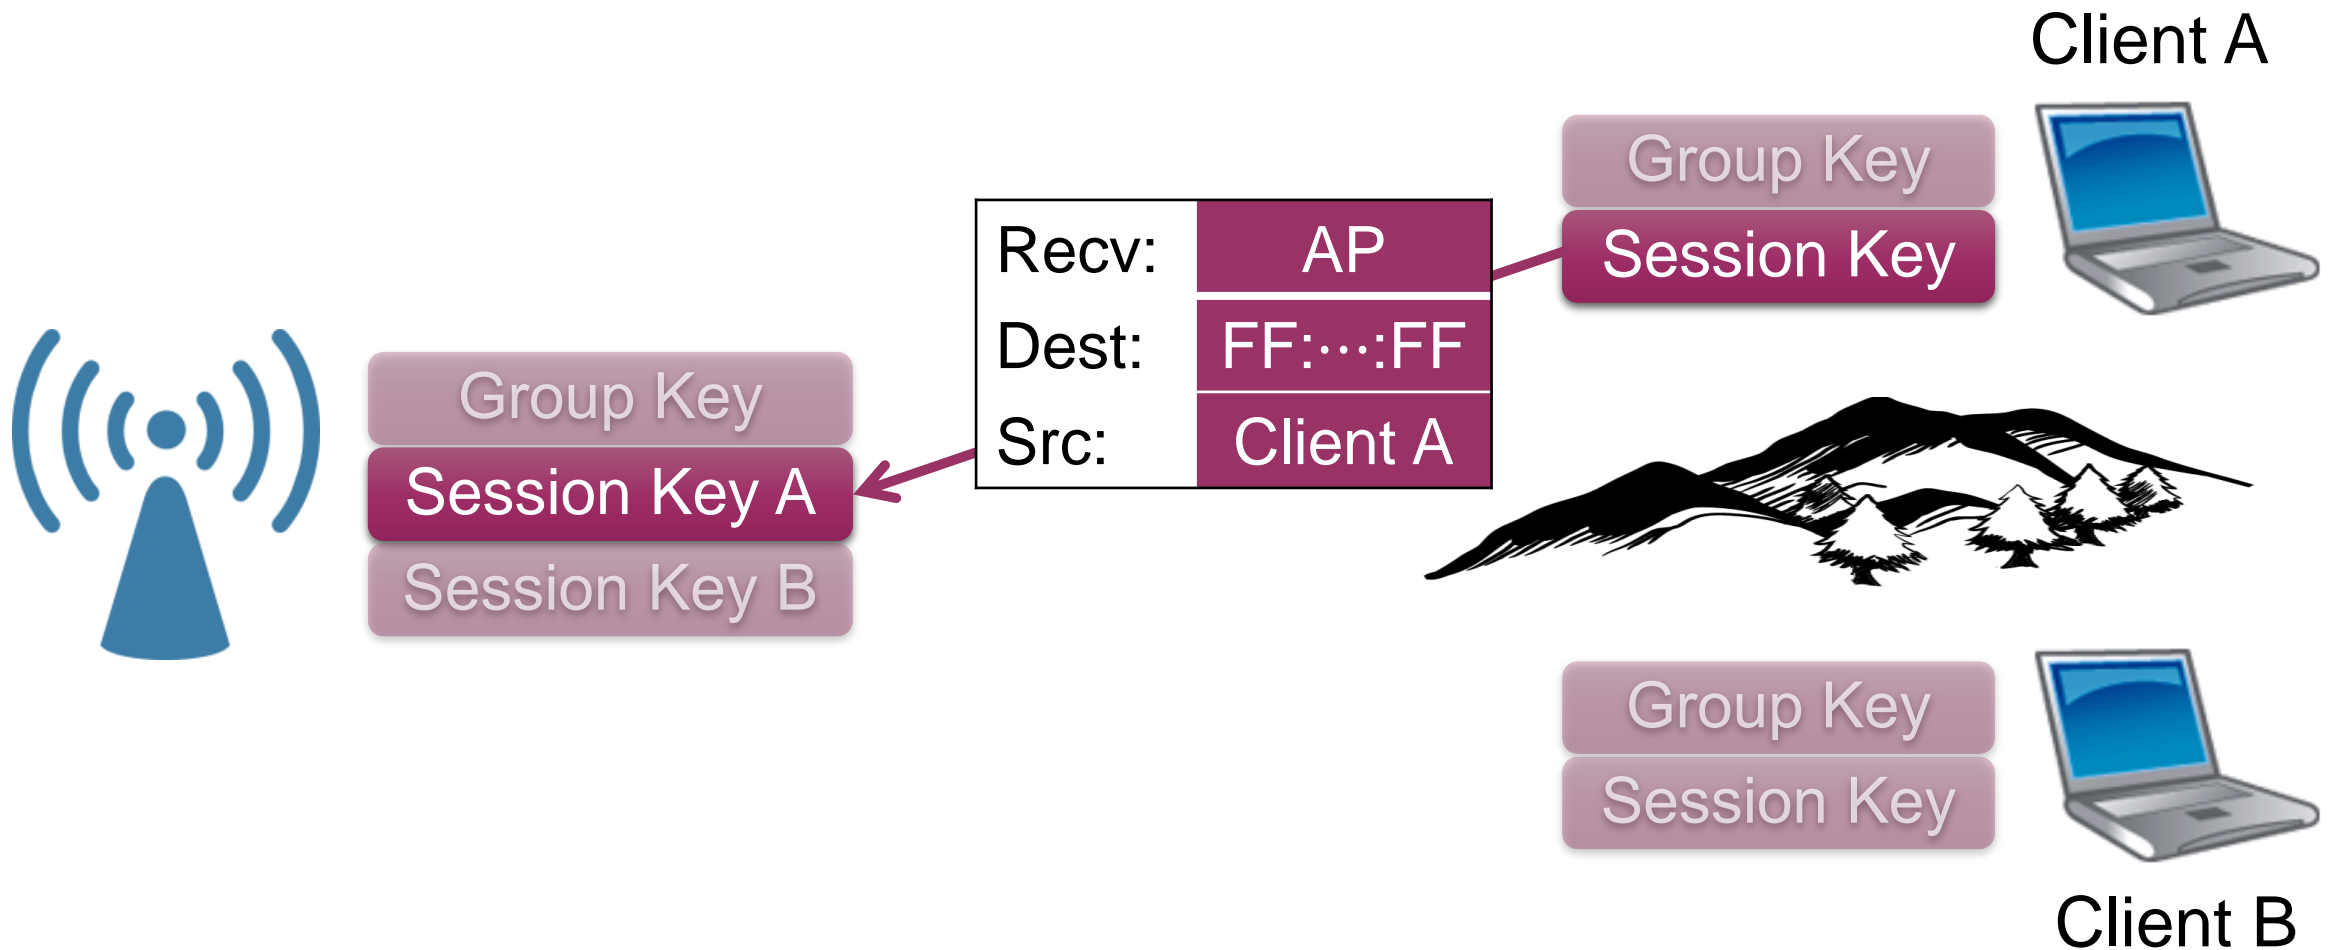 Client A
Group Key
Session Key
Recv: AP
Dest: FF:...:FF
Src: Client A
Group Key
Session Key A
Session Key B
Group Key
Session Key
Client B